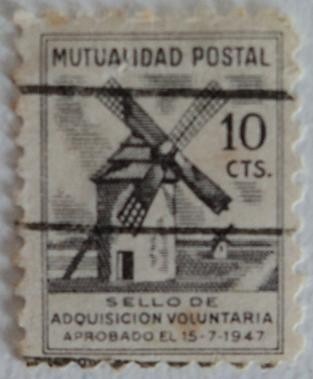 MUTUALIDAD POSTAL
10
CTS.
SELLO DE
ADQUISICION VOLUNTARIA
APROBADO EL 15-7-1947